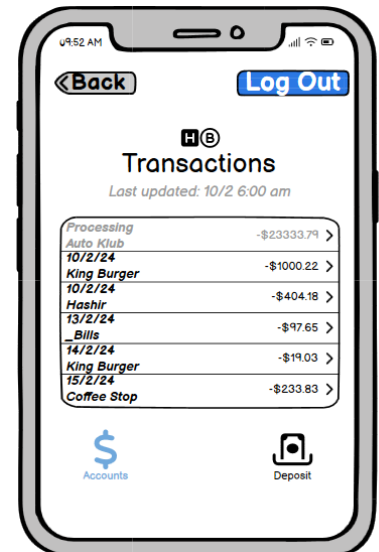 09:52 AM
Back
Log Out
H B
Transactions
Last updated: 10/2 6:00 am
Processing
Auto Klub
-$23333.79
10/2/24
King Burger
-$1000.22
10/2/24
Hashir
-$404.18
13/2/24
_Bills
-$97.65
14/2/24
King Burger
-$19.03
15/2/24
Coffee Stop
-$233.83
$
Accounts
Deposit